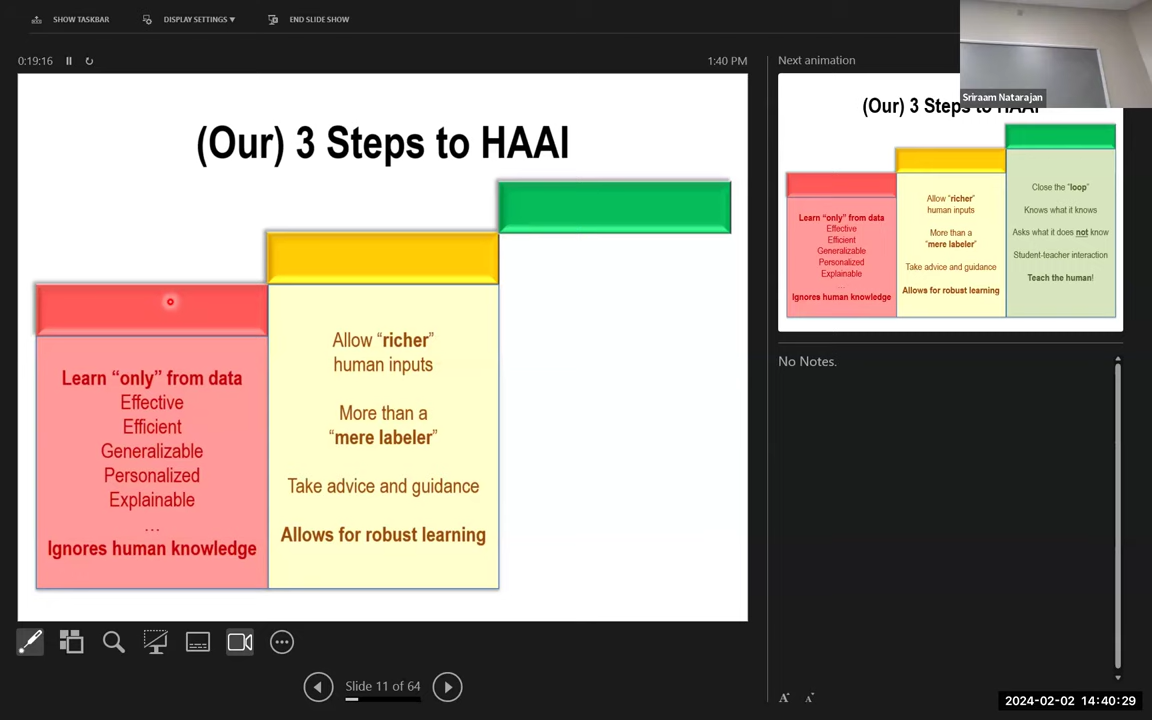 SHOW TASKBAR
DISPLAY SETTINGS ▼
END SLIDE SHOW
0:19:16
1:40 PM
(Our) 3 Steps to HAAI
Learn “only” from data
Effective
Efficient
Generalizable
Personalized
Explainable
…
Ignores human knowledge
Allow “richer”
human inputs
More than a
“mere labeler”
Take advice and guidance
Allows for robust learning
Slide 11 of 64
Next animation
Sriraam Natarajan
(Our) 3 Steps to HAAI
Learn “only” from data
Effective
Efficient
Generalizable
Personalized
Explainable
…
Ignores human knowledge
Allow “richer”
human inputs
More than a
“mere labeler”
Take advice and guidance
Allows for robust learning
Close the “loop”
Knows what it knows
Asks what it does not know
Student-teacher interaction
Teach the human!
No Notes.
A A
2024-02-02 14:40:29